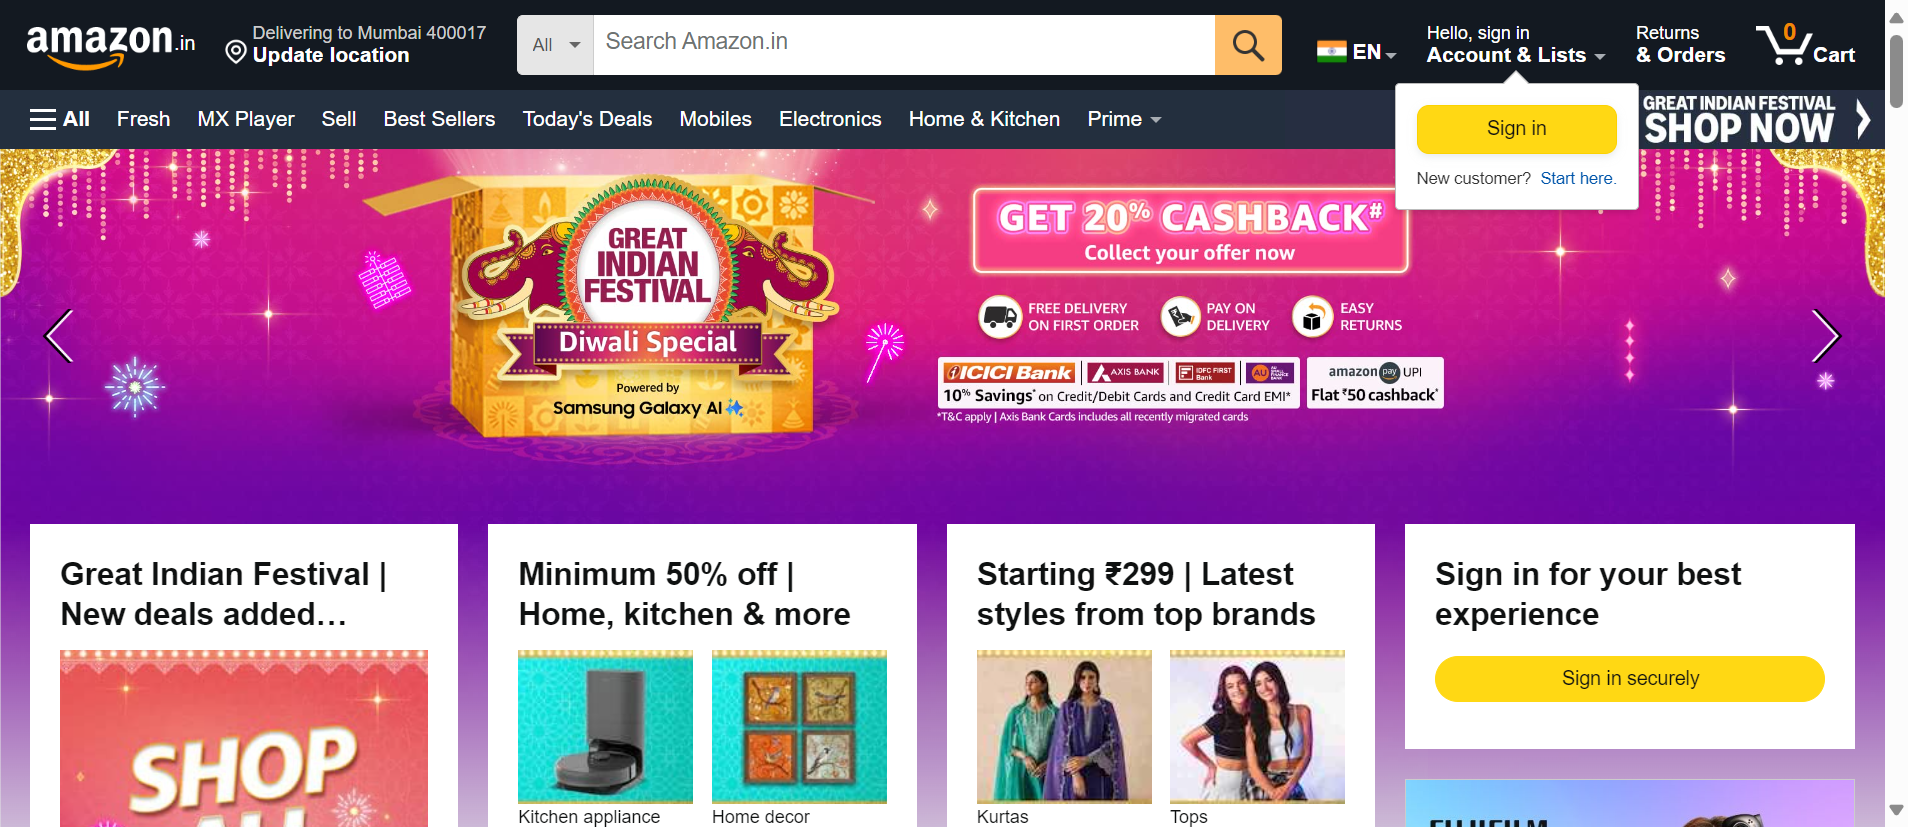 amazon.in
Delivering to Mumbai 400017
Update location
All
Search Amazon.in
EN
Hello, sign in
Account & Lists
Returns
& Orders
0
Cart
All
Fresh
MX Player
Sell
Best Sellers
Today's Deals
Mobiles
Electronics
Home & Kitchen
Prime
Sign in
New customer? Start here.
GREAT INDIAN FESTIVAL
SHOP NOW
GREAT
INDIAN
FESTIVAL
Diwali Special
Powered by
Samsung Galaxy AI
GET 20% CASHBACK#
Collect your offer now
FREE DELIVERY
ON FIRST ORDER
PAY ON
DELIVERY
EASY
RETURNS
ICICI Bank
AXIS BANK
IDFC FIRST
Bank
AU
10% Savings* on Credit/Debit Cards and Credit Card EMI*
amazon pay UPI
Flat ₹50 cashback*
*T&C apply | Axis Bank Cards includes all recently migrated cards
Great Indian Festival |
New deals added…
SHOP
ALL
Minimum 50% off |
Home, kitchen & more
Kitchen appliance
Home decor
Starting ₹299 | Latest
styles from top brands
Kurtas
Tops
Sign in for your best
experience
Sign in securely
FUJIFILM